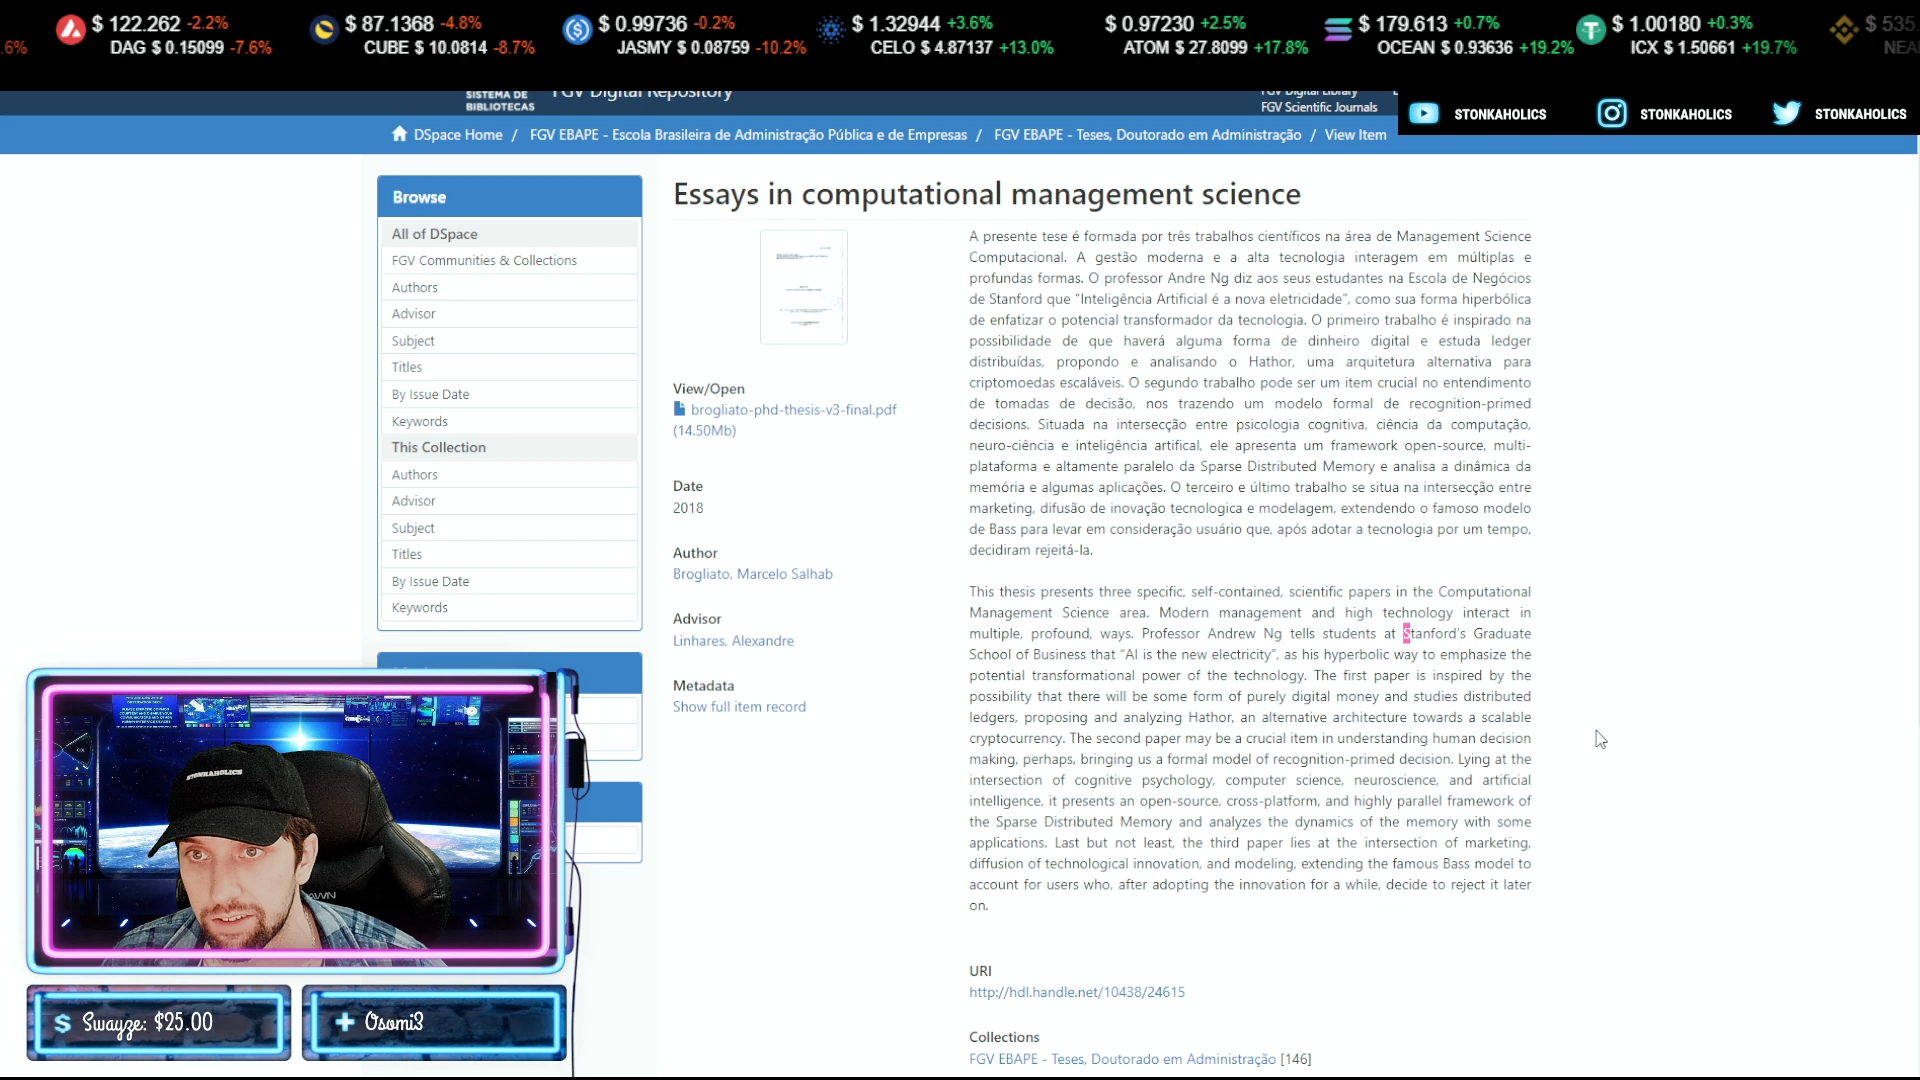 $ 122.262 -2.2% $ 87.1368 -4.8% $ 0.99736 -0.2% $ 1.32944 +3.6% $ 0.97230 +2.5% $ 179.613 +0.7% $ 1.00180 +0.3% $ 535.
.6% DAG $ 0.15099 -7.6% CUBE $ 10.0814 -8.7% JASMY $ 0.08759 -10.2% CELO $ 4.87137 +13.0% ATOM $ 27.8099 +17.8% OCEAN $ 0.93636 +19.2% ICX $ 1.50661 +19.7% NEA
SISTEMA DE
BIBLIOTECAS
FGV Digital Repository
FGV Digital Library
FGV Scientific Journals
STONKAHOLICS STONKAHOLICS STONKAHOLICS
DSpace Home / FGV EBAPE - Escola Brasileira de Administração Pública e de Empresas / FGV EBAPE - Teses, Doutorado em Administração / View Item
Browse
All of DSpace
FGV Communities & Collections
Authors
Advisor
Subject
Titles
By Issue Date
Keywords
This Collection
Authors
Advisor
Subject
Titles
By Issue Date
Keywords
Essays in computational management science
View/Open
brogliato-phd-thesis-v3-final.pdf
(14.50Mb)
Date
2018
Author
Brogliato, Marcelo Salhab
Advisor
Linhares, Alexandre
Metadata
Show full item record
A presente tese é formada por três trabalhos científicos na área de Management Science
Computacional. A gestão moderna e a alta tecnologia interagem em múltiplas e
profundas formas. O professor Andre Ng diz aos seus estudantes na Escola de Negócios
de Stanford que "Inteligência Artificial é a nova eletricidade", como sua forma hiperbólica
de enfatizar o potencial transformador da tecnologia. O primeiro trabalho é inspirado na
possibilidade de que haverá alguma forma de dinheiro digital e estuda ledger
distribuídas, propondo e analisando o Hathor, uma arquitetura alternativa para
criptomoedas escaláveis. O segundo trabalho pode ser um item crucial no entendimento
de tomadas de decisão, nos trazendo um modelo formal de recognition-primed
decisions. Situada na intersecção entre psicologia cognitiva, ciência da computação,
neuro-ciência e inteligência artifical, ele apresenta um framework open-source, multi-
plataforma e altamente paralelo da Sparse Distributed Memory e analisa a dinâmica da
memória e algumas aplicações. O terceiro e último trabalho se situa na intersecção entre
marketing, difusão de inovação tecnologica e modelagem, extendendo o famoso modelo
de Bass para levar em consideração usuário que, após adotar a tecnologia por um tempo,
decidiram rejeitá-la.
This thesis presents three specific, self-contained, scientific papers in the Computational
Management Science area. Modern management and high technology interact in
multiple, profound, ways. Professor Andrew Ng tells students at Stanford's Graduate
School of Business that "AI is the new electricity", as his hyperbolic way to emphasize the
potential transformational power of the technology. The first paper is inspired by the
possibility that there will be some form of purely digital money and studies distributed
ledgers, proposing and analyzing Hathor, an alternative architecture towards a scalable
cryptocurrency. The second paper may be a crucial item in understanding human decision
making, perhaps, bringing us a formal model of recognition-primed decision. Lying at the
intersection of cognitive psychology, computer science, neuroscience, and artificial
intelligence, it presents an open-source, cross-platform, and highly parallel framework of
the Sparse Distributed Memory and analyzes the dynamics of the memory with some
applications. Last but not least, the third paper lies at the intersection of marketing,
diffusion of technological innovation, and modeling, extending the famous Bass model to
account for users who, after adopting the innovation for a while, decide to reject it later
on.
URI
http://hdl.handle.net/10438/24615
Collections
FGV EBAPE - Teses, Doutorado em Administração [146]
STONKAHOLICS
$ Swayze: $25.00
+ Osomi3